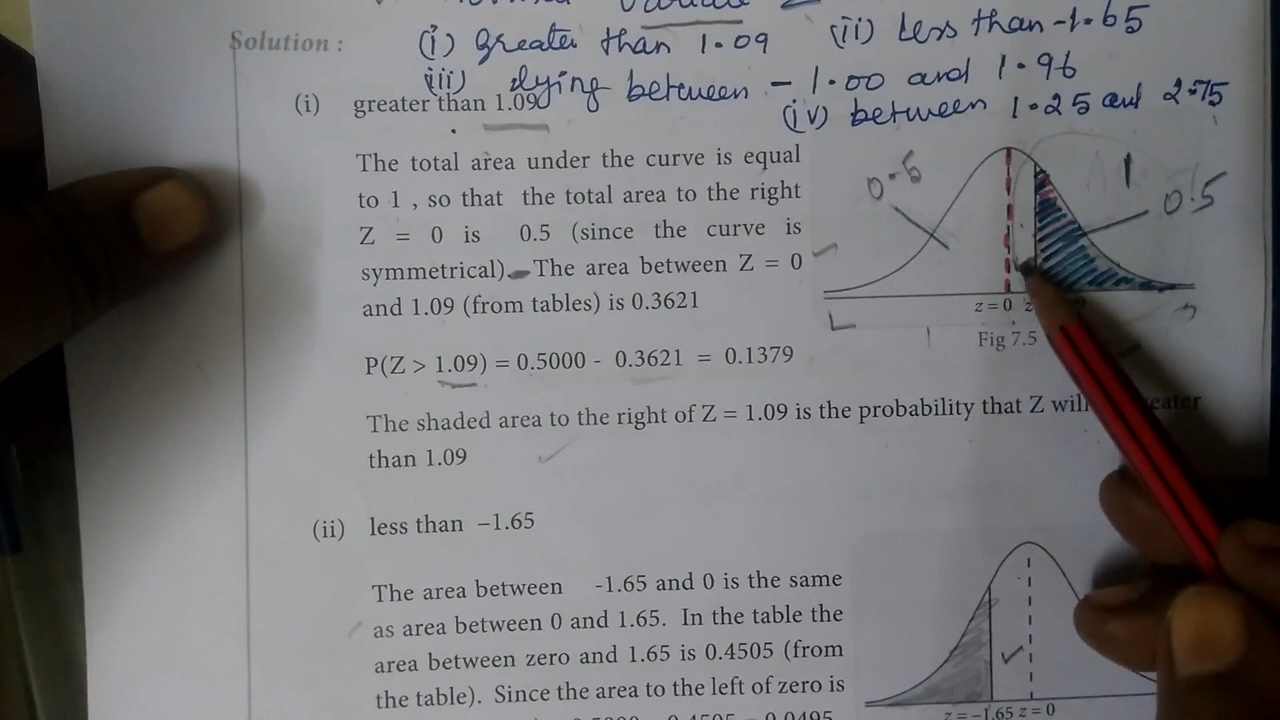 Solution :
(i) greater than 1.09 (ii) Less than -1.65
(iii) lying between - 1.00 and 1.96
(iv) between 1.25 and 2.75
(i) greater than 1.09
The total area under the curve is equal
to 1 , so that the total area to the right
Z = 0 is 0.5 (since the curve is
symmetrical). The area between Z = 0
and 1.09 (from tables) is 0.3621
P(Z > 1.09) = 0.5000 - 0.3621 = 0.1379
The shaded area to the right of Z = 1.09 is the probability that Z will
than 1.09
0.5
1
0.5
z = 0 z
Fig 7.5
(ii) less than −1.65
The area between -1.65 and 0 is the same
as area between 0 and 1.65. In the table the
area between zero and 1.65 is 0.4505 (from
the table). Since the area to the left of zero is
z = −1.65 z = 0